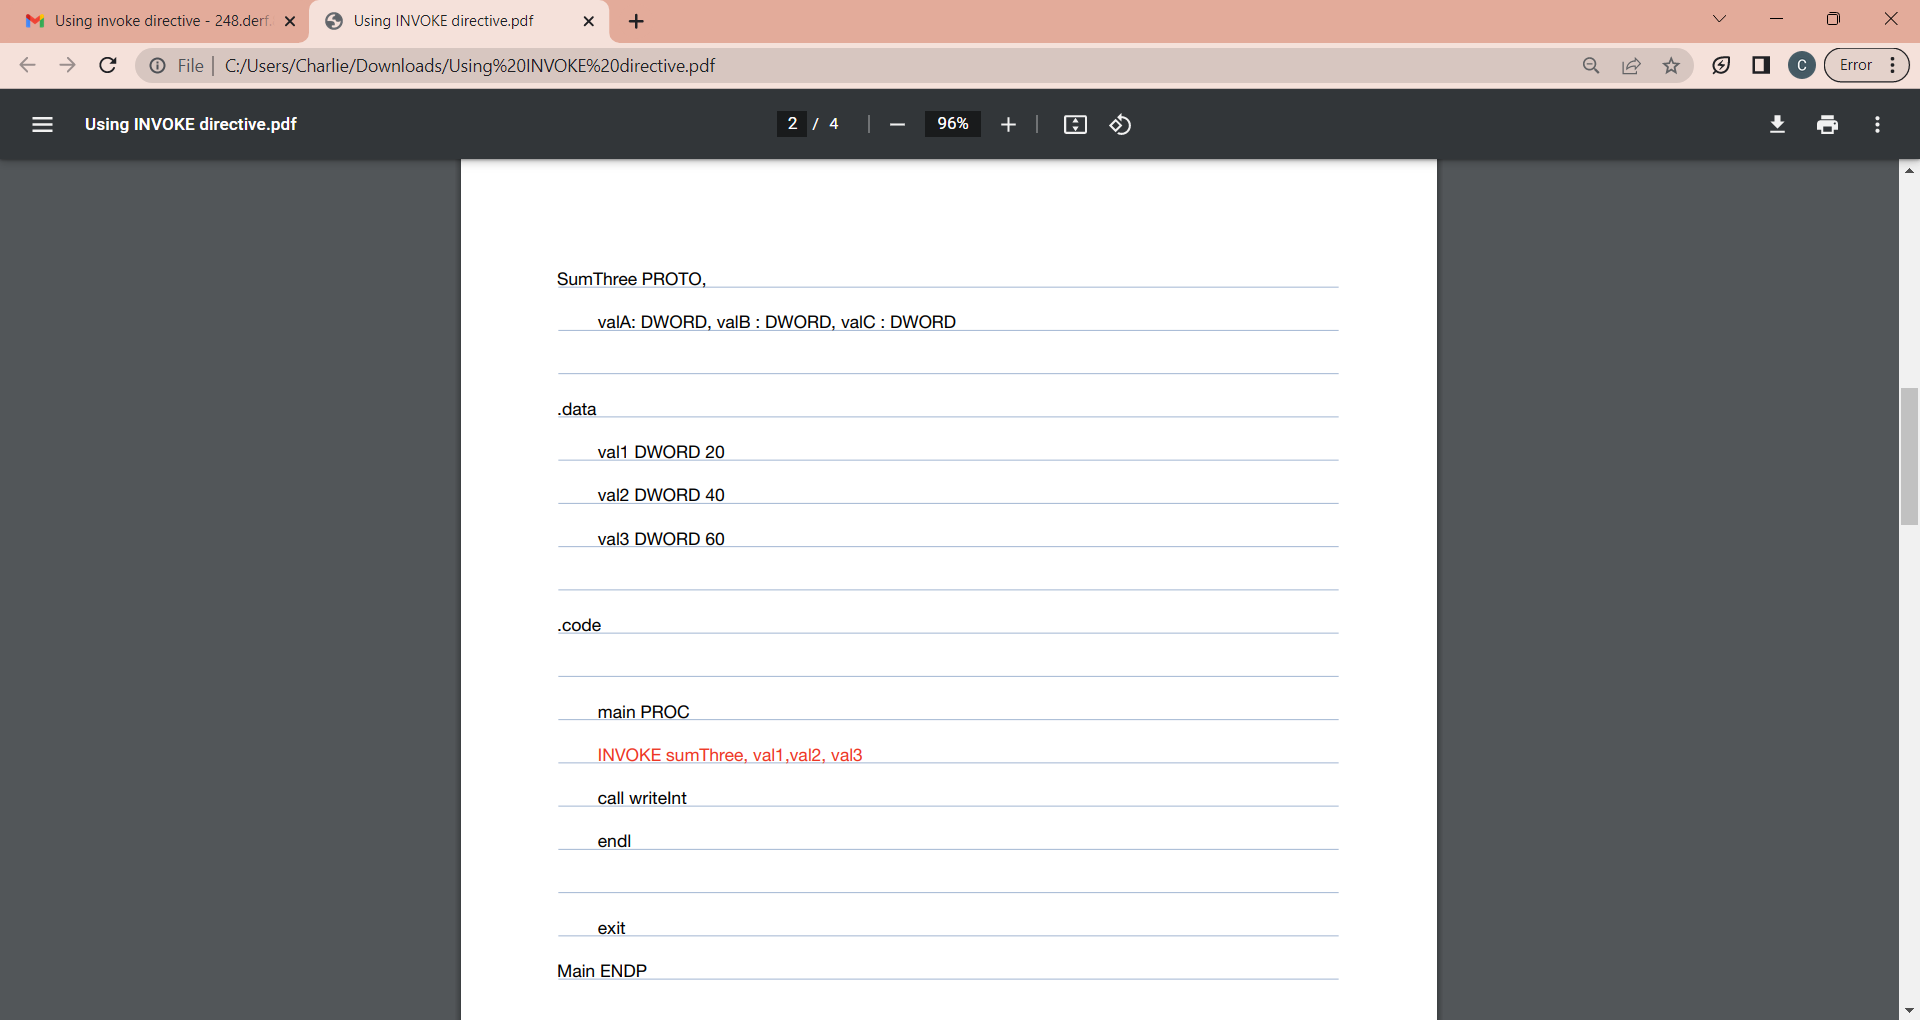 Using invoke directive - 248.derf
Using INVOKE directive.pdf
File
C:/Users/Charlie/Downloads/Using%20INVOKE%20directive.pdf
C
Error
Using INVOKE directive.pdf
2 / 4
96%
SumThree PROTO,
valA: DWORD, valB : DWORD, valC : DWORD
.data
val1 DWORD 20
val2 DWORD 40
val3 DWORD 60
.code
main PROC
INVOKE sumThree, val1,val2, val3
call writeInt
endl
exit
Main ENDP